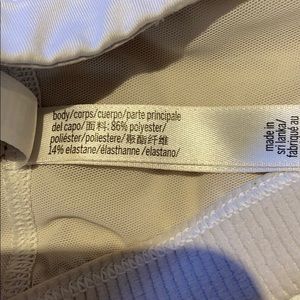 body/corps/cuerpo/parte principale
del capo/面料: 86% polyester/
poliéster/poliestere/聚酯纤维
14% elastane/élasthanne/elastano/
made in
sri lanka/
fabriqué au